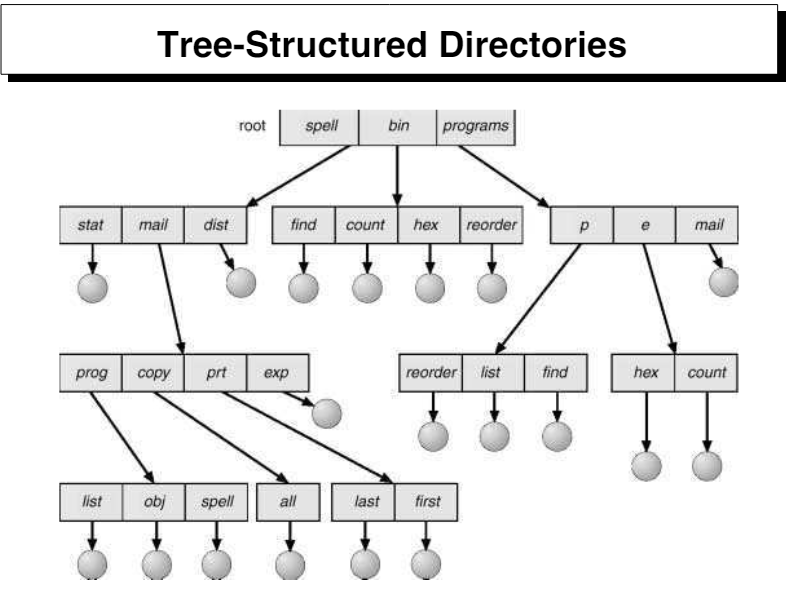 Tree-Structured Directories
root spell bin programs
stat mail dist find count hex reorder p e mail
prog copy prt exp reorder list find hex count
list obj spell all last first